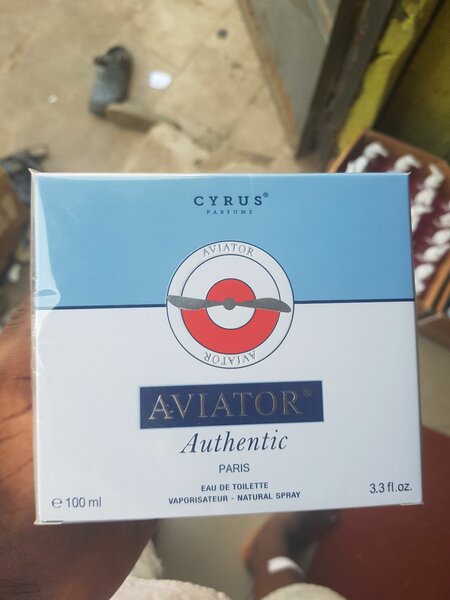 CYRUS®
PARFUMS
AVIATOR
AVIATOR
AVIATOR®
Authentic
PARIS
EAU DE TOILETTE
VAPORISATEUR - NATURAL SPRAY
℮ 100 ml
3.3 fl.oz.